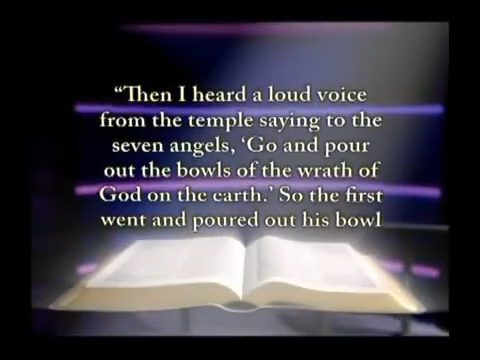 “Then I heard a loud voice
from the temple saying to the
seven angels, ‘Go and pour
out the bowls of the wrath of
God on the earth.’ So the first
went and poured out his bowl